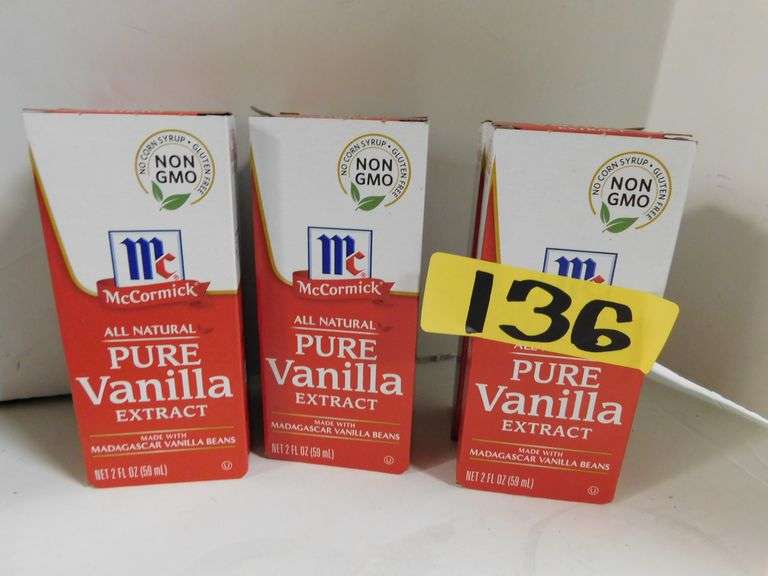 NO CORN SYRUP • GLUTEN FREE
NON
GMO
Mc
McCormick
ALL NATURAL
PURE
Vanilla
EXTRACT
MADE WITH
MADAGASCAR VANILLA BEANS
NET 2 FL OZ (59 mL)
U
NO CORN SYRUP • GLUTEN FREE
NON
GMO
Mc
McCormick
ALL NATURAL
PURE
Vanilla
EXTRACT
MADE WITH
MADAGASCAR VANILLA BEANS
NET 2 FL OZ (59 mL)
U
NO CORN SYRUP • GLUTEN FREE
NON
GMO
Mc
136
PURE
Vanilla
EXTRACT
MADE WITH
MADAGASCAR VANILLA BEANS
NET 2 FL OZ (59 mL)
U